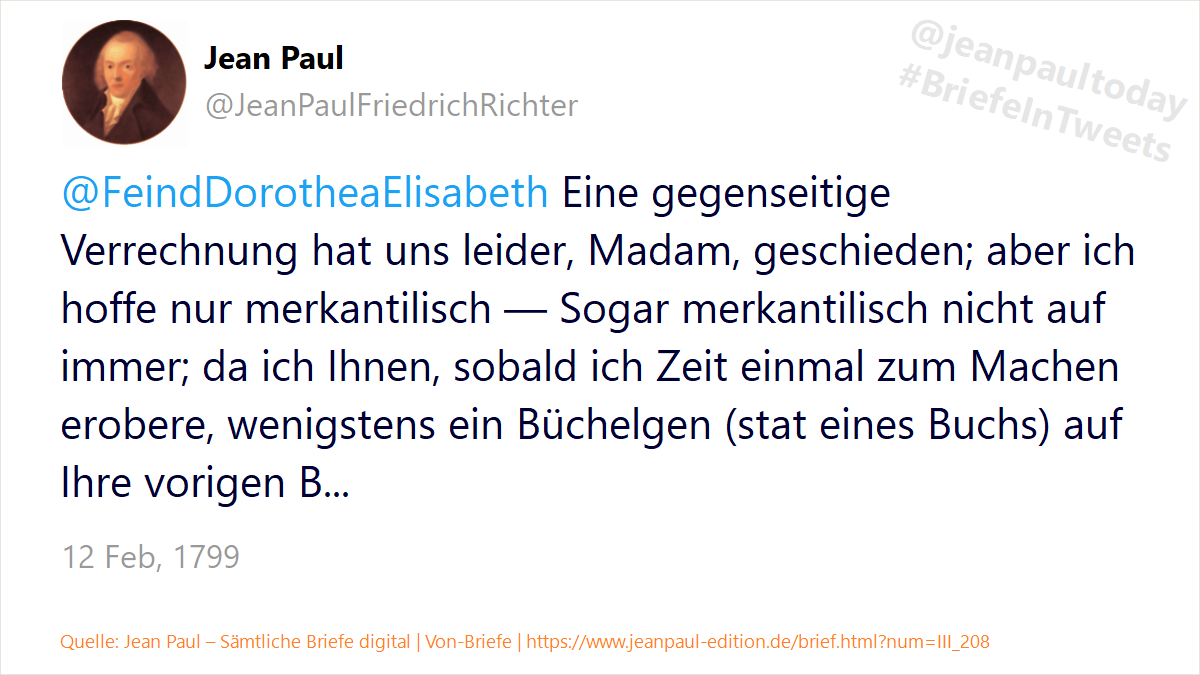 Jean Paul
@JeanPaulFriedrichRichter
@jeanpaultoday
#BriefeInTweets
@FeindDorotheaElisabeth Eine gegenseitige
Verrechnung hat uns leider, Madam, geschieden; aber ich
hoffe nur merkantilisch — Sogar merkantilisch nicht auf
immer; da ich Ihnen, sobald ich Zeit einmal zum Machen
erobere, wenigstens ein Büchelgen (stat eines Buchs) auf
Ihre vorigen B...
12 Feb, 1799
Quelle: Jean Paul – Sämtliche Briefe digital | Von-Briefe | https://www.jeanpaul-edition.de/brief.html?num=III_208